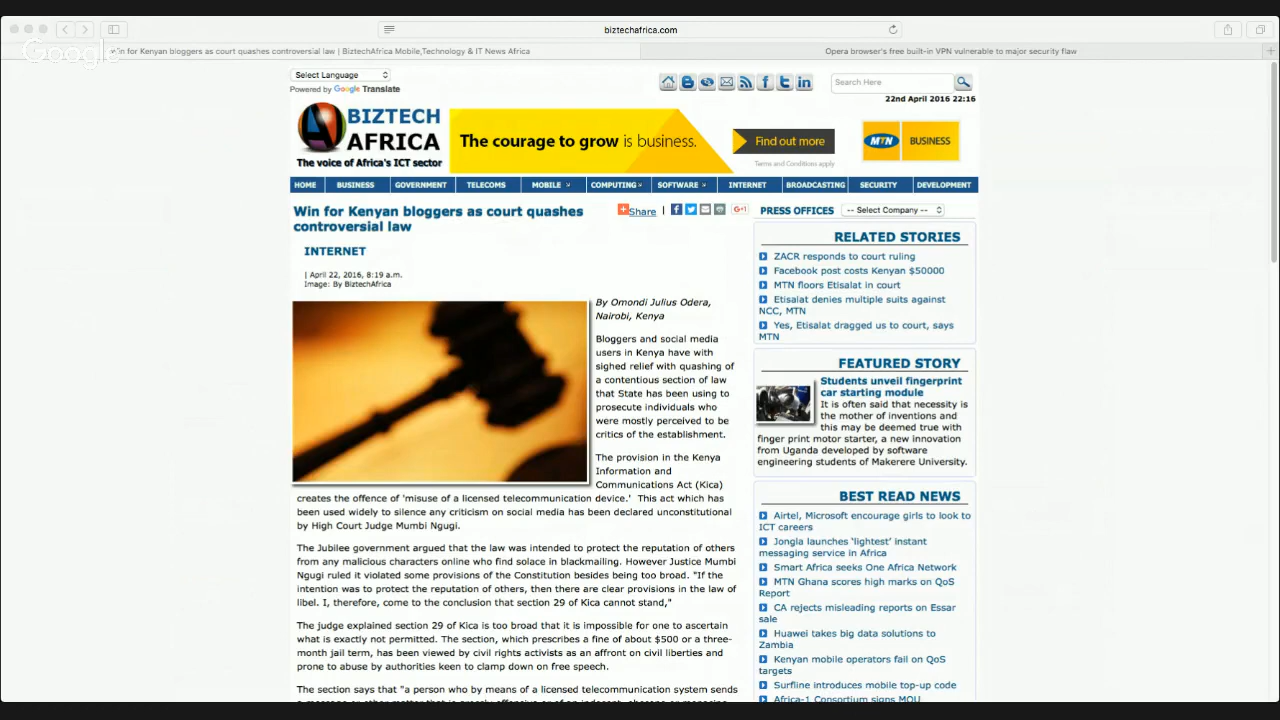 biztechafrica.com
Google
Win for Kenyan bloggers as court quashes controversial law | BiztechAfrica Mobile,Technology & IT News Africa
Opera browser's free built-in VPN vulnerable to major security flaw
Select Language
Powered by Google Translate
Search Here
22nd April 2016 22:16
BIZTECH
AFRICA
The voice of Africa's ICT sector
The courage to grow is business.
Find out more
Terms and Conditions apply
MTN BUSINESS
HOME BUSINESS GOVERNMENT TELECOMS MOBILE COMPUTING SOFTWARE INTERNET BROADCASTING SECURITY DEVELOPMENT
Win for Kenyan bloggers as court quashes
controversial law
Share |
G+1
INTERNET
| April 22, 2016, 8:19 a.m.
Image: By BiztechAfrica
By Omondi Julius Odera,
Nairobi, Kenya
Bloggers and social media
users in Kenya have with
sighed relief with quashing of
a contentious section of law
that State has been using to
prosecute individuals who
were mostly perceived to be
critics of the establishment.
The provision in the Kenya
Information and
Communications Act (Kica)
creates the offence of 'misuse of a licensed telecommunication device.' This act which has
been used widely to silence any criticism on social media has been declared unconstitutional
by High Court Judge Mumbi Ngugi.
The Jubilee government argued that the law was intended to protect the reputation of others
from any malicious characters online who find solace in blackmailing. However Justice Mumbi
Ngugi ruled it violated some provisions of the Constitution besides being too broad. "If the
intention was to protect the reputation of others, then there are clear provisions in the law of
libel. I, therefore, come to the conclusion that section 29 of Kica cannot stand,"
The judge explained section 29 of Kica is too broad that it is impossible for one to ascertain
what is exactly not permitted. The section, which prescribes a fine of about $500 or a three-
month jail term, has been viewed by civil rights activists as an affront on civil liberties and
prone to abuse by authorities keen to clamp down on free speech.
The section says that "a person who by means of a licensed telecommunication system sends
PRESS OFFICES -- Select Company --
RELATED STORIES
ZACR responds to court ruling
Facebook post costs Kenyan $50000
MTN floors Etisalat in court
Etisalat denies multiple suits against
NCC, MTN
Yes, Etisalat dragged us to court, says
MTN
FEATURED STORY
Students unveil fingerprint
car starting module
It is often said that necessity is
the mother of inventions and
this may be deemed true with
finger print motor starter, a new innovation
from Uganda developed by software
engineering students of Makerere University.
BEST READ NEWS
Airtel, Microsoft encourage girls to look to
ICT careers
Jongla launches 'lightest' instant
messaging service in Africa
Smart Africa seeks One Africa Network
MTN Ghana scores high marks on QoS
Report
CA rejects misleading reports on Essar
sale
Huawei takes big data solutions to
Zambia
Kenyan mobile operators fail on QoS
targets
Surfline introduces mobile top-up code
Africa-1 Consortium signs MOU